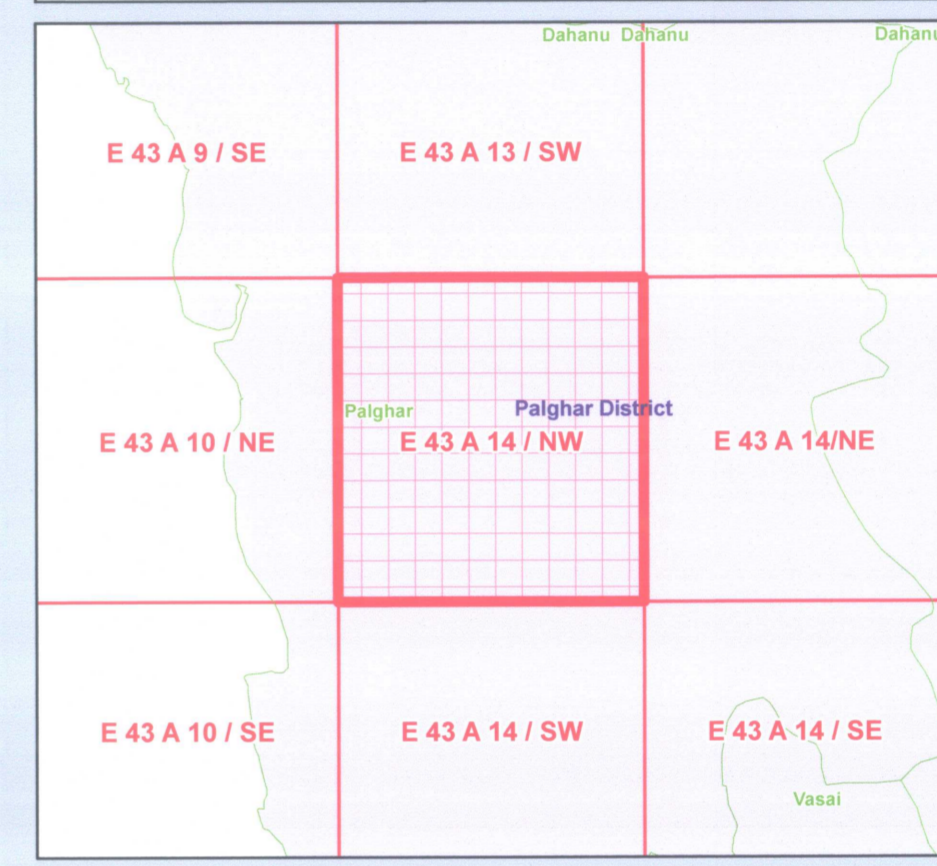 Dahanu Dahanu Dahanu
E 43 A 9 / SE E 43 A 13 / SW
Palghar Palghar District
E 43 A 10 / NE E 43 A 14 / NW E 43 A 14/NE
E 43 A 10 / SE E 43 A 14 / SW E 43 A 14 / SE
Vasai